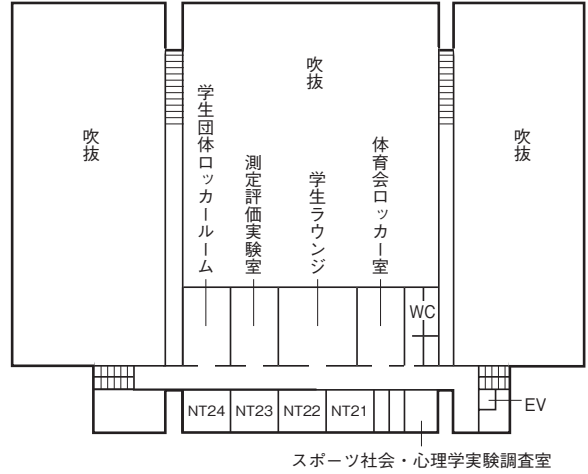 吹抜
吹抜
吹抜
学生団体ロッカールーム
測定評価実験室
学生ラウンジ
体育会ロッカー室
WC
NT24
NT23
NT22
NT21
EV
スポーツ社会・心理学実験調査室